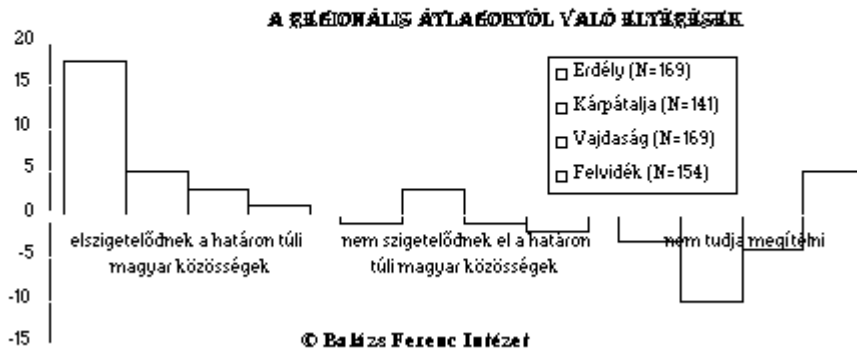 A REGIONÁLIS ÁTLAGOKTÓL VALÓ ELTÉRÉSEK
20
15
10
5
0
-5
-10
-15
Erdély (N=169)
Kárpátalja (N=141)
Vajdaság (N=169)
Felvidék (N=154)
elszigetelődnek a határon túli
magyar közösségek
nem szigetelődnek el a határon
túli magyar közösségek
nem tudja megítélni
© Balázs Ferenc Intézet